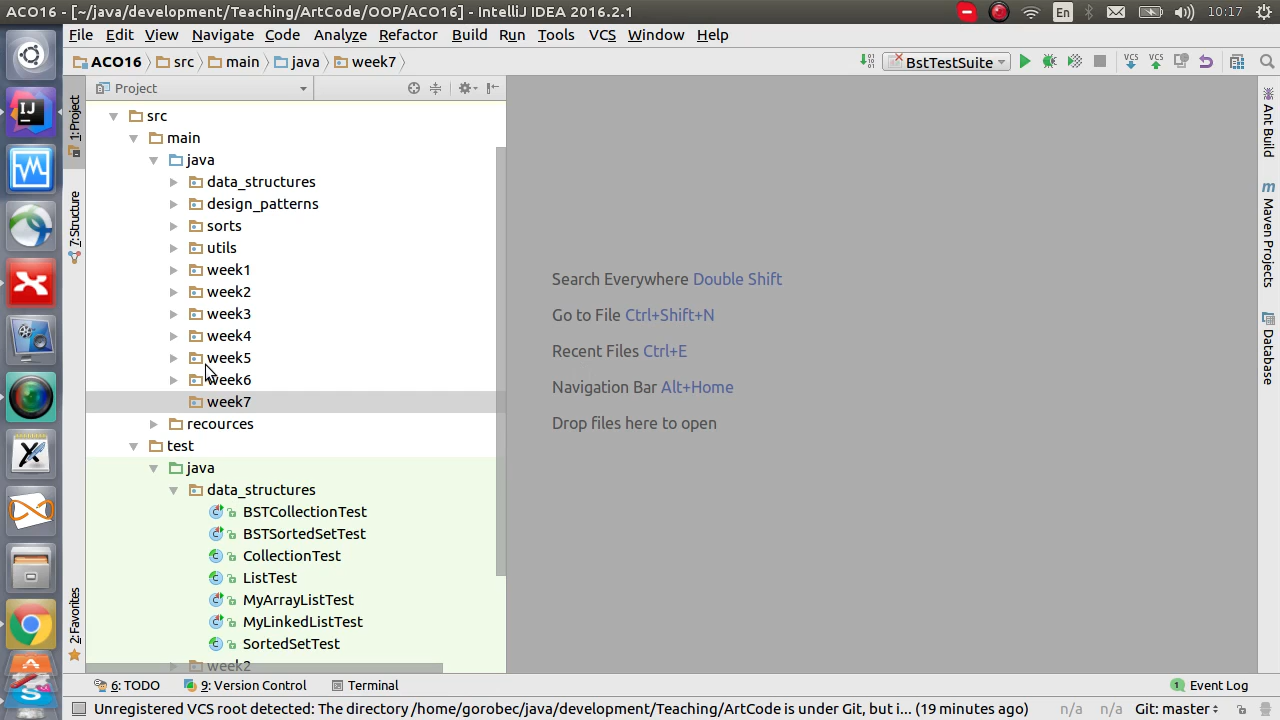 ACO16 - [~/java/development/Teaching/ArtCode/OOP/ACO16] - IntelliJ IDEA 2016.2.1
En
10:17
File Edit View Navigate Code Analyze Refactor Build Run Tools VCS Window Help
ACO16 src main java week7
BstTestSuite
VCS VCS
Project
1: Project
7: Structure
2: Favorites
src
main
java
data_structures
design_patterns
sorts
utils
week1
week2
week3
week4
week5
week6
week7
recources
test
java
data_structures
BSTCollectionTest
BSTSortedSetTest
CollectionTest
ListTest
MyArrayListTest
MyLinkedListTest
SortedSetTest
week2
Search Everywhere Double Shift
Go to File Ctrl+Shift+N
Recent Files Ctrl+E
Navigation Bar Alt+Home
Drop files here to open
Ant Build
Maven Projects
Database
6: TODO 9: Version Control Terminal 1 Event Log
Unregistered VCS root detected: The directory /home/gorobec/java/development/Teaching/ArtCode is under Git, but i... (19 minutes ago) n/a n/a Git: master